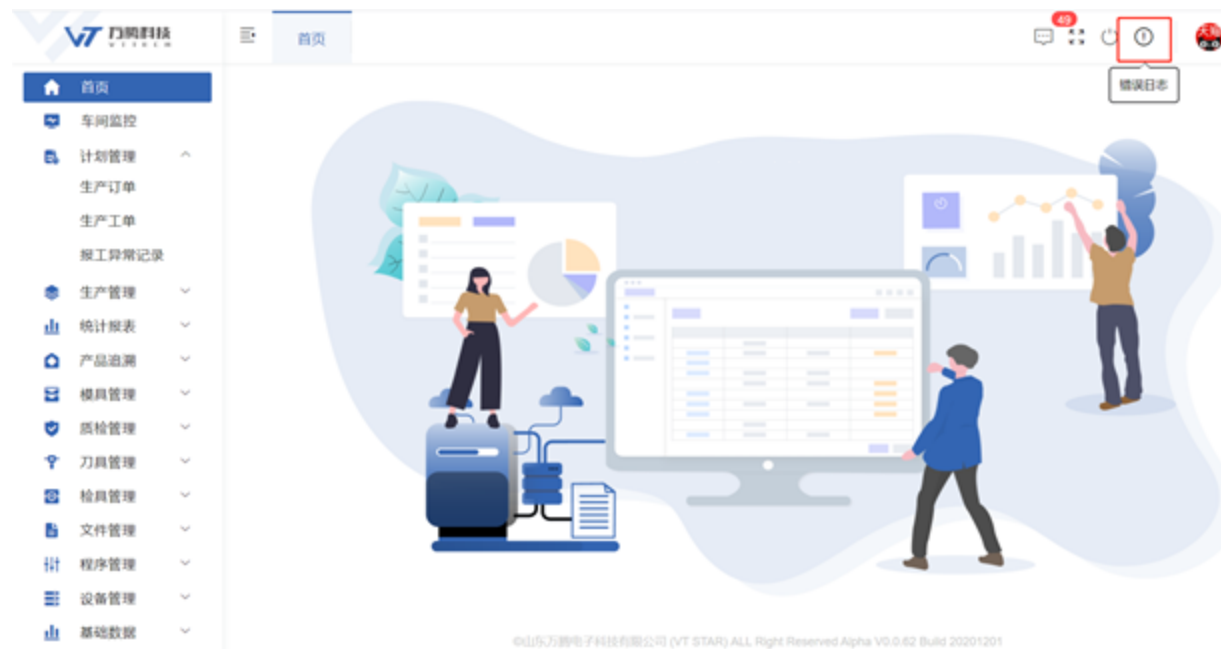 万腾科技
VTTECH
首页
49
错误日志
首页
车间监控
计划管理
生产订单
生产工单
报工异常记录
生产管理
统计报表
产品追溯
模具管理
质检管理
刀具管理
检具管理
文件管理
程序管理
设备管理
基础数据
©山东万腾电子科技有限公司 (VT STAR) ALL Right Reserved Alpha V0.0.62 Build 20201201